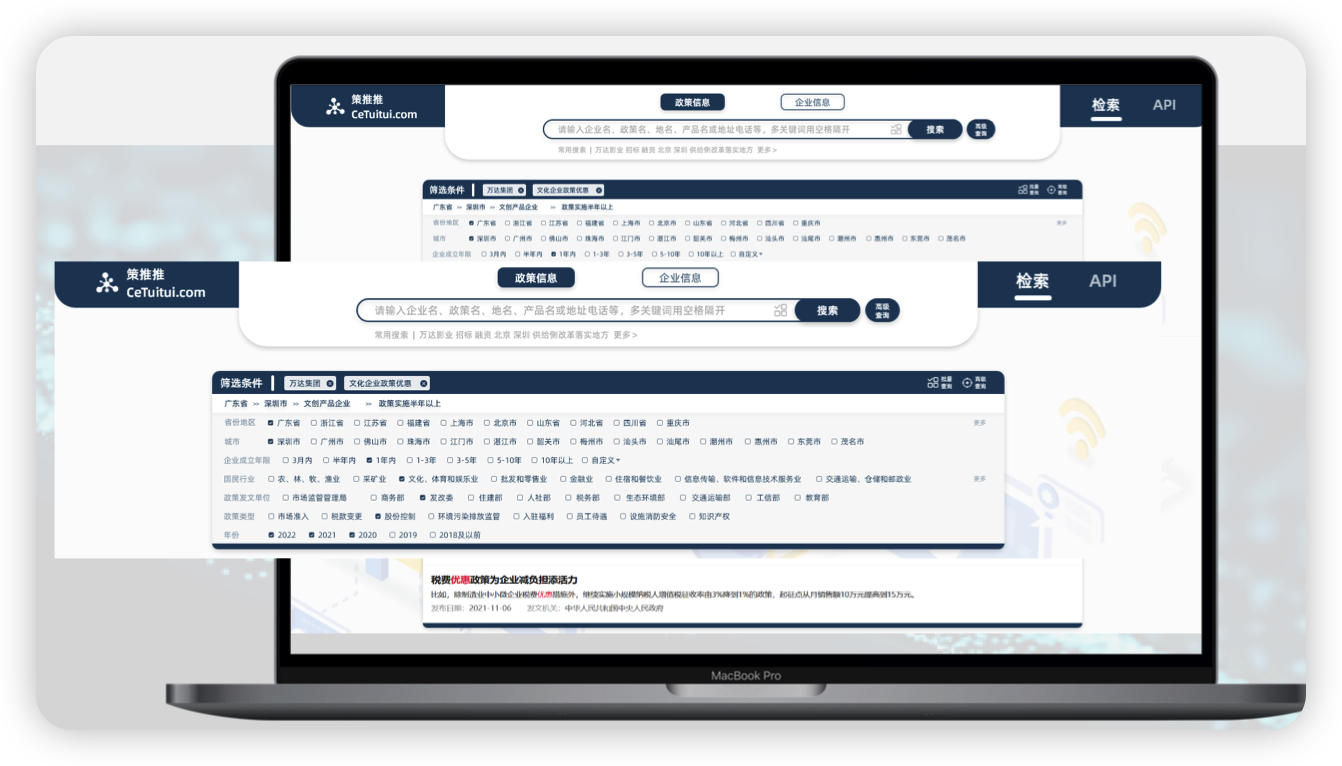 策推推
CeTuitui.com
政策信息
企业信息
检索
API
请输入企业名、政策名、地名、产品名或地址电话等，多关键词用空格隔开
搜索
高级查询
常用搜索 | 万达影业 招标 融资 北京 深圳 供给侧改革落实地方 更多 >
筛选条件 万达集团 文化企业政策优惠
批量查询
高级查询
广东省 >> 深圳市 >> 文创产品企业 >> 政策实施半年以上
省份地区 广东省 浙江省 江苏省 福建省 上海市 北京市 山东省 河北省 四川省 重庆市 更多
城市 深圳市 广州市 佛山市 珠海市 江门市 湛江市 韶关市 梅州市 汕头市 汕尾市 潮州市 惠州市 东莞市 茂名市
企业成立年限 3月内 半年内 1年内 1-3年 3-5年 5-10年 10年以上 自定义
策推推
CeTuitui.com
政策信息
企业信息
检索
API
请输入企业名、政策名、地名、产品名或地址电话等，多关键词用空格隔开
搜索
高级查询
常用搜索 | 万达影业 招标 融资 北京 深圳 供给侧改革落实地方 更多 >
筛选条件 万达集团 文化企业政策优惠
批量查询
高级查询
广东省 >> 深圳市 >> 文创产品企业 >> 政策实施半年以上
省份地区 广东省 浙江省 江苏省 福建省 上海市 北京市 山东省 河北省 四川省 重庆市 更多
城市 深圳市 广州市 佛山市 珠海市 江门市 湛江市 韶关市 梅州市 汕头市 汕尾市 潮州市 惠州市 东莞市 茂名市
企业成立年限 3月内 半年内 1年内 1-3年 3-5年 5-10年 10年以上 自定义
国民行业 农、林、牧、渔业 采矿业 文化、体育和娱乐业 批发和零售业 金融业 住宿和餐饮业 信息传输、软件和信息技术服务业 交通运输、仓储和邮政业 更多
政策发文单位 市场监管管理局 商务部 发改委 住建部 人社部 税务部 生态环境部 交通运输部 工信部 教育部
政策类型 市场准入 税款变更 股份控制 环境污染排放监管 入驻福利 员工待遇 设施消防安全 知识产权
年份 2022 2021 2020 2019 2018及以前
税费优惠政策为企业减负担添活力
比如，除制造业中小微企业税费优惠措施外，继续实施小规模纳税人增值税征收率由3%降到1%的政策，起征点从月销售额10万元提高到15万元。
发布日期：2021-11-06 发文机关：中华人民共和国中央人民政府
MacBook Pro